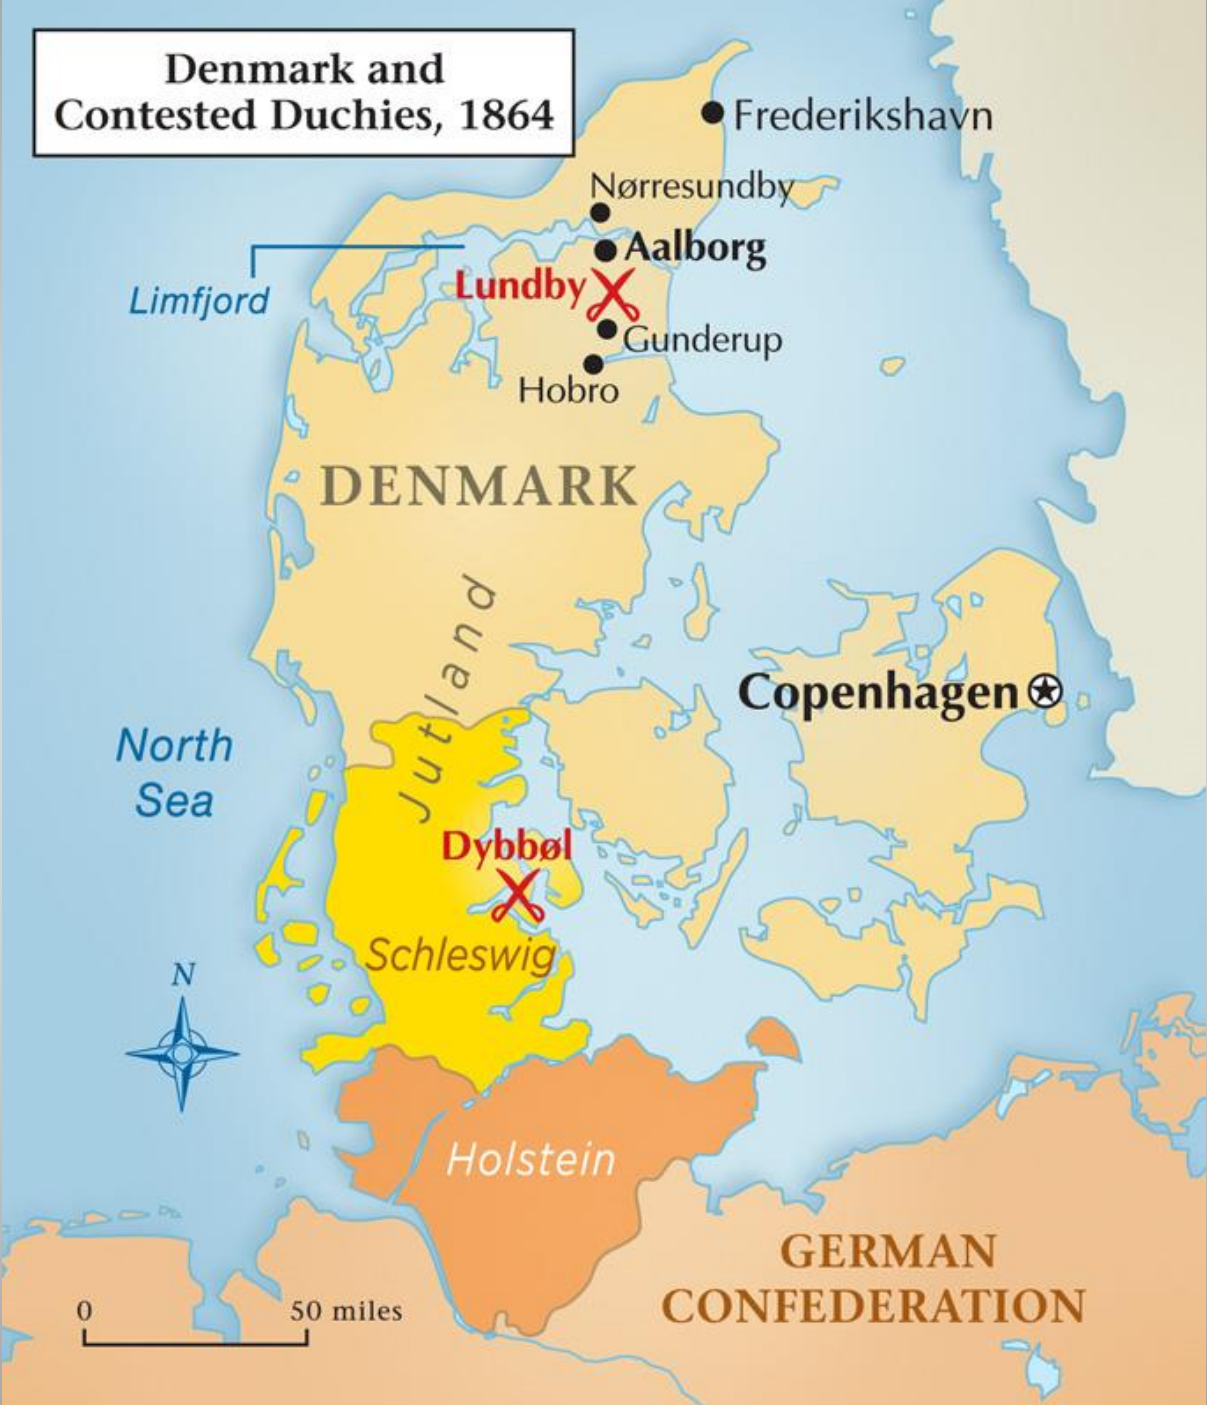 Denmark and
Contested Duchies, 1864
Frederikshavn
Nørresundby
Aalborg
Lundby
Limfjord
Gunderup
Hobro
DENMARK
Jutland
Copenhagen
North
Sea
Dybbøl
Schleswig
N
Holstein
GERMAN
CONFEDERATION
0 50 miles